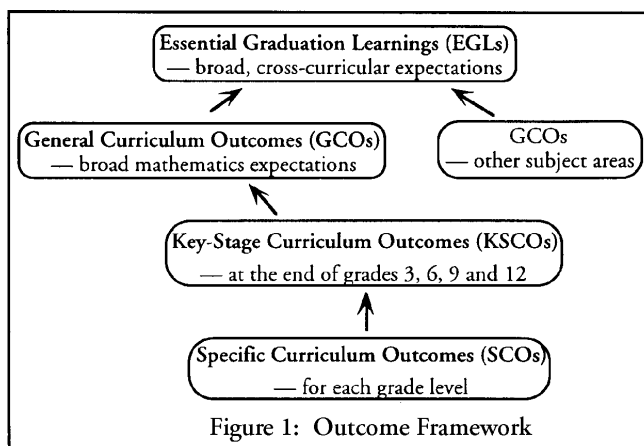 Essential Graduation Learnings (EGLs)
— broad, cross-curricular expectations
General Curriculum Outcomes (GCOs)
— broad mathematics expectations
GCOs
— other subject areas
Key-Stage Curriculum Outcomes (KSCOs)
— at the end of grades 3, 6, 9 and 12
Specific Curriculum Outcomes (SCOs)
— for each grade level
Figure 1: Outcome Framework